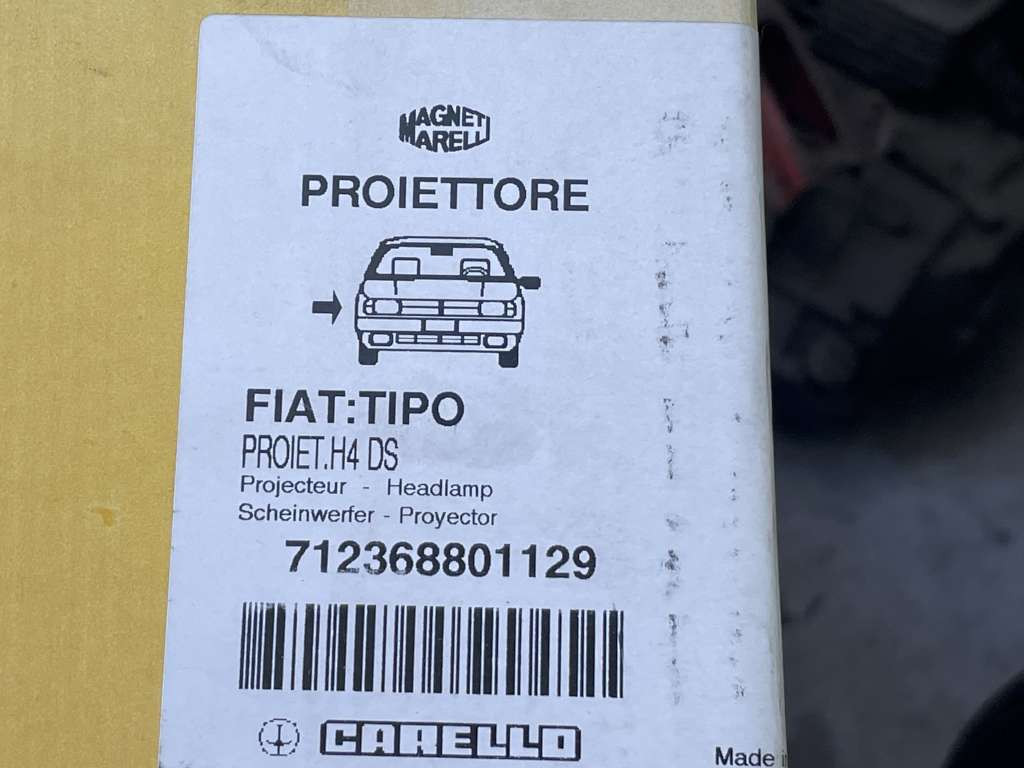 MAGNETI
MARELLI
PROIETTORE
FIAT:TIPO
PROIET.H4 DS
Projecteur - Headlamp
Scheinwerfer - Proyector
712368801129
CARELLO
Made